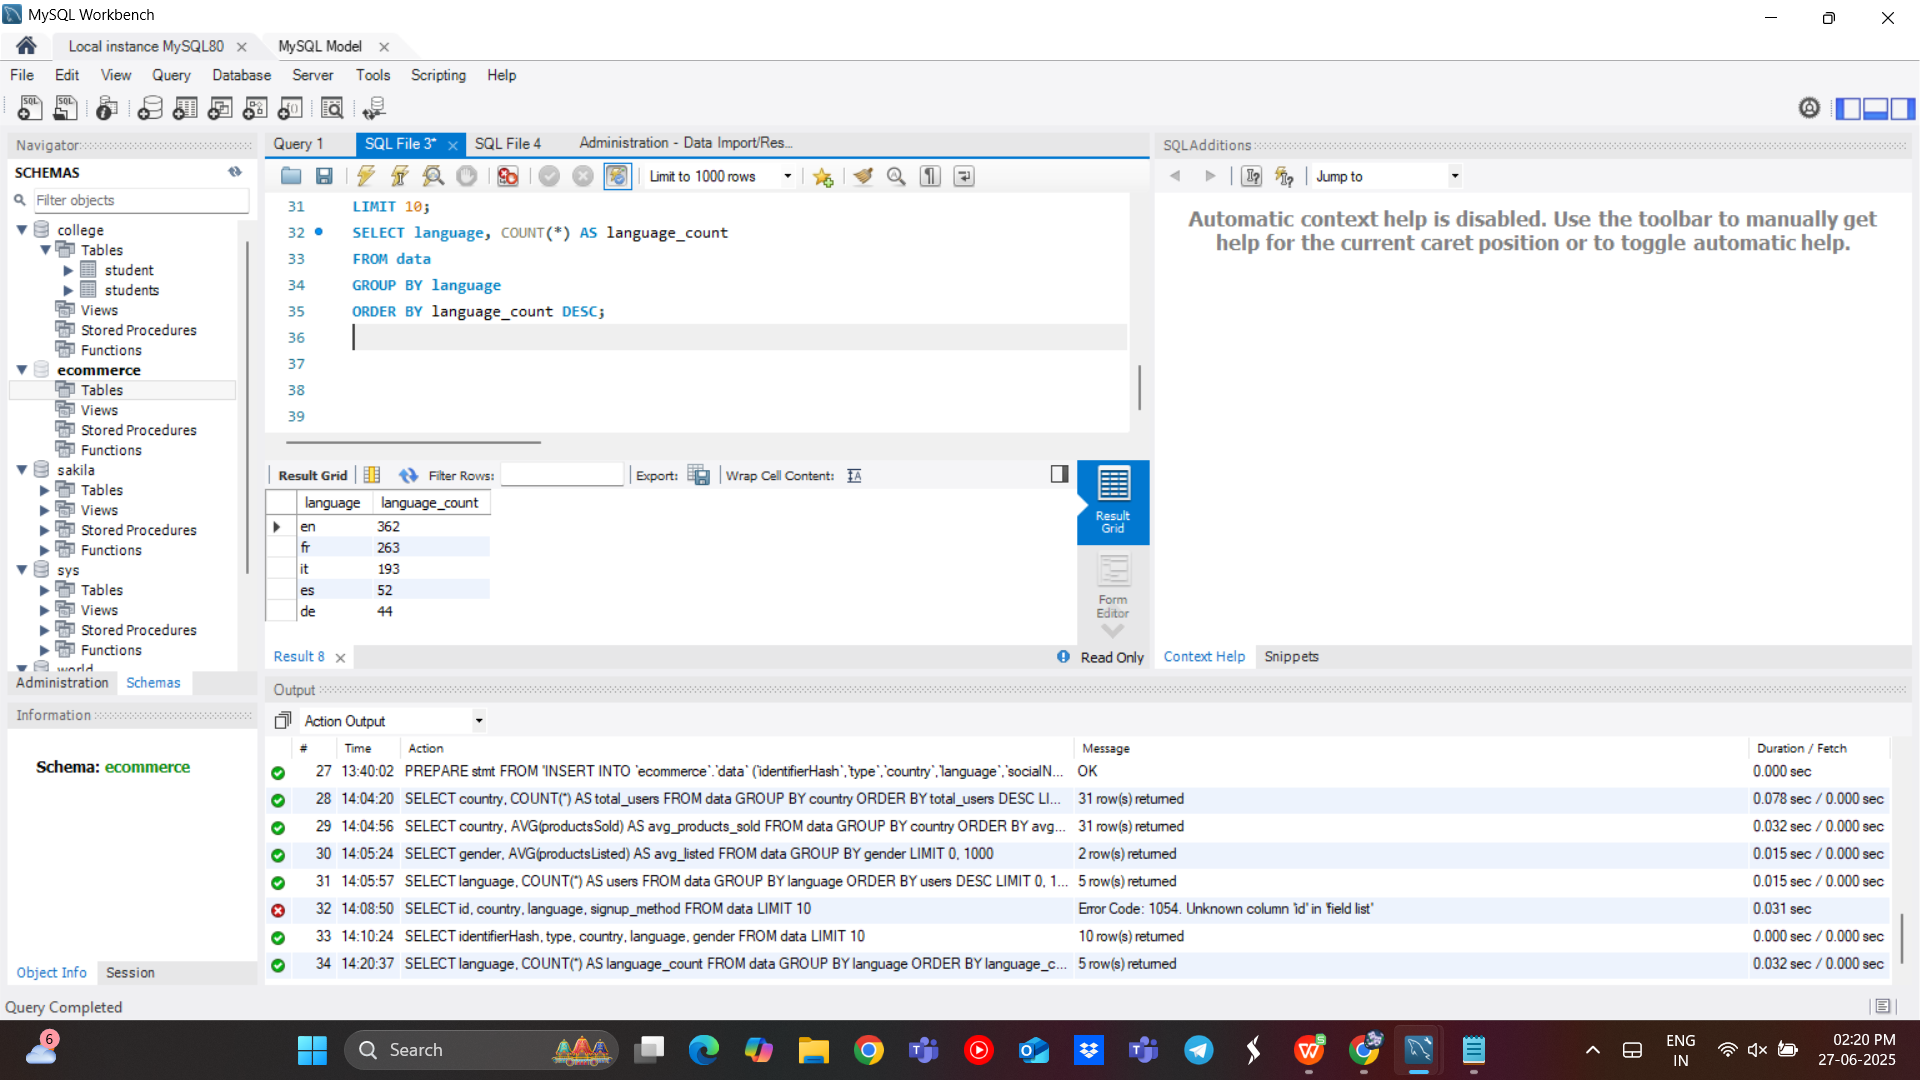 MySQL Workbench
Local instance MySQL80
MySQL Model
File Edit View Query Database Server Tools Scripting Help
Navigator
SCHEMAS
Filter objects
college
Tables
student
students
Views
Stored Procedures
Functions
ecommerce
Tables
Views
Stored Procedures
Functions
sakila
Tables
Views
Stored Procedures
Functions
sys
Tables
Views
Stored Procedures
Functions
world
Administration Schemas
Information
Schema: ecommerce
Object Info Session
Query Completed
Query 1 SQL File 3* SQL File 4 Administration - Data Import/Res...
Limit to 1000 rows
31 LIMIT 10;
32 SELECT language, COUNT(*) AS language_count
33 FROM data
34 GROUP BY language
35 ORDER BY language_count DESC;
36
37
38
39
Result Grid Filter Rows: Export: Wrap Cell Content:
language language_count
en 362
fr 263
it 193
es 52
de 44
Result Grid
Form Editor
Result 8
Read Only
SQLAdditions
Jump to
Automatic context help is disabled. Use the toolbar to manually get
help for the current caret position or to toggle automatic help.
Context Help Snippets
Output
Action Output
# Time Action Message Duration / Fetch
27 13:40:02 PREPARE stmt FROM 'INSERT INTO `ecommerce`.`data` (`identifierHash`,`type`,`country`,`language`,`socialN... OK 0.000 sec
28 14:04:20 SELECT country, COUNT(*) AS total_users FROM data GROUP BY country ORDER BY total_users DESC LI... 31 row(s) returned 0.078 sec / 0.000 sec
29 14:04:56 SELECT country, AVG(productsSold) AS avg_products_sold FROM data GROUP BY country ORDER BY avg... 31 row(s) returned 0.032 sec / 0.000 sec
30 14:05:24 SELECT gender, AVG(productsListed) AS avg_listed FROM data GROUP BY gender LIMIT 0, 1000 2 row(s) returned 0.015 sec / 0.000 sec
31 14:05:57 SELECT language, COUNT(*) AS users FROM data GROUP BY language ORDER BY users DESC LIMIT 0, 1... 5 row(s) returned 0.015 sec / 0.000 sec
32 14:08:50 SELECT id, country, language, signup_method FROM data LIMIT 10 Error Code: 1054. Unknown column 'id' in 'field list' 0.031 sec
33 14:10:24 SELECT identifierHash, type, country, language, gender FROM data LIMIT 10 10 row(s) returned 0.000 sec / 0.000 sec
34 14:20:37 SELECT language, COUNT(*) AS language_count FROM data GROUP BY language ORDER BY language_c... 5 row(s) returned 0.032 sec / 0.000 sec
6
Search
ENG
IN
02:20 PM
27-06-2025